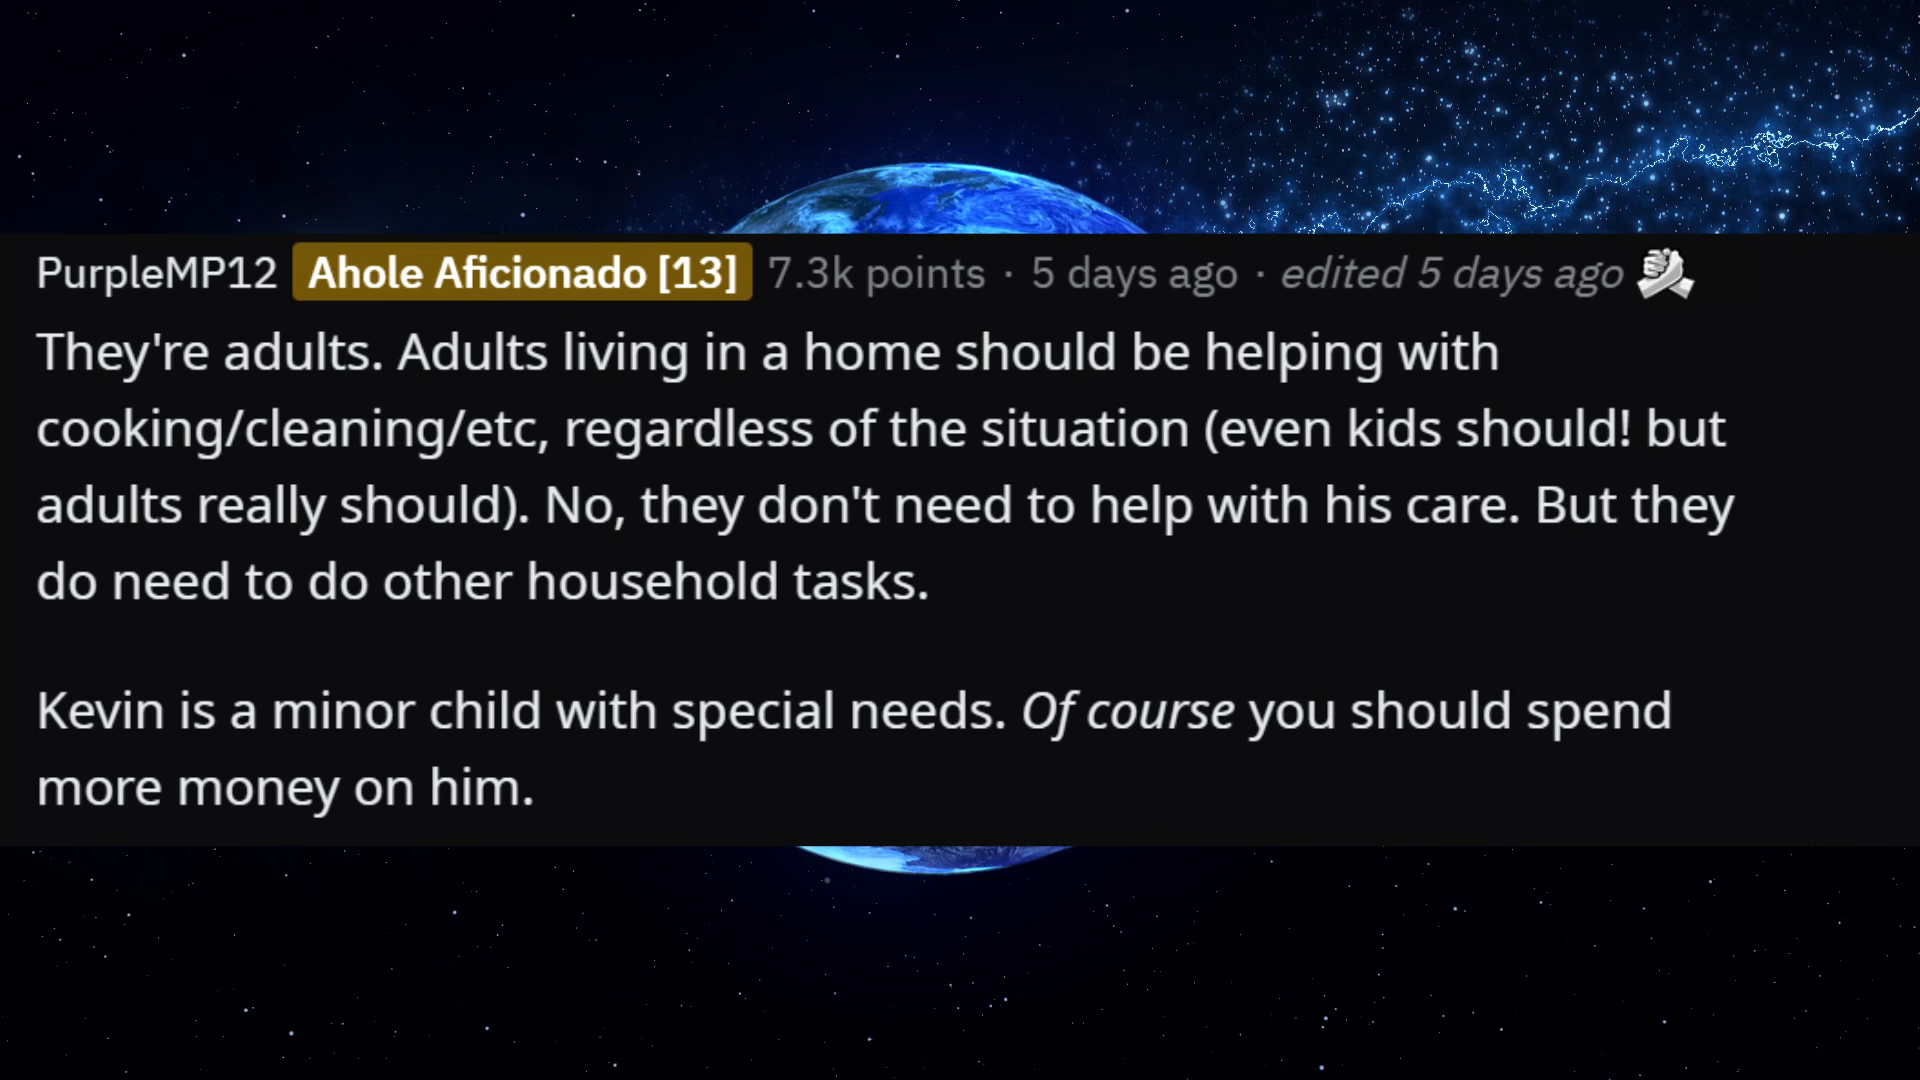 PurpleMP12 Ahole Aficionado [13] 7.3k points · 5 days ago · edited 5 days ago
They're adults. Adults living in a home should be helping with
cooking/cleaning/etc, regardless of the situation (even kids should! but
adults really should). No, they don't need to help with his care. But they
do need to do other household tasks.
Kevin is a minor child with special needs. Of course you should spend
more money on him.